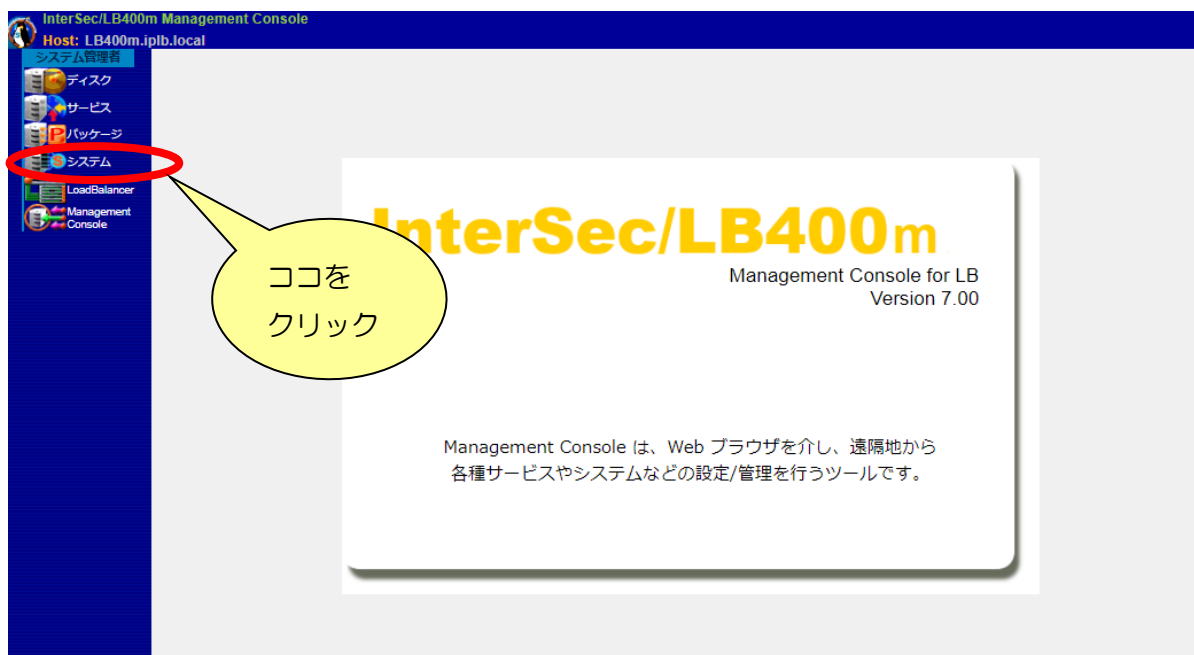 InterSec/LB400m Management Console
Host: LB400m.iplb.local
システム管理者
ディスク
サービス
パッケージ
システム
LoadBalancer
Management
Console
ココを
クリック
InterSec/LB400m
Management Console for LB
Version 7.00
Management Console は、Web ブラウザを介し、遠隔地から
各種サービスやシステムなどの設定/管理を行うツールです。